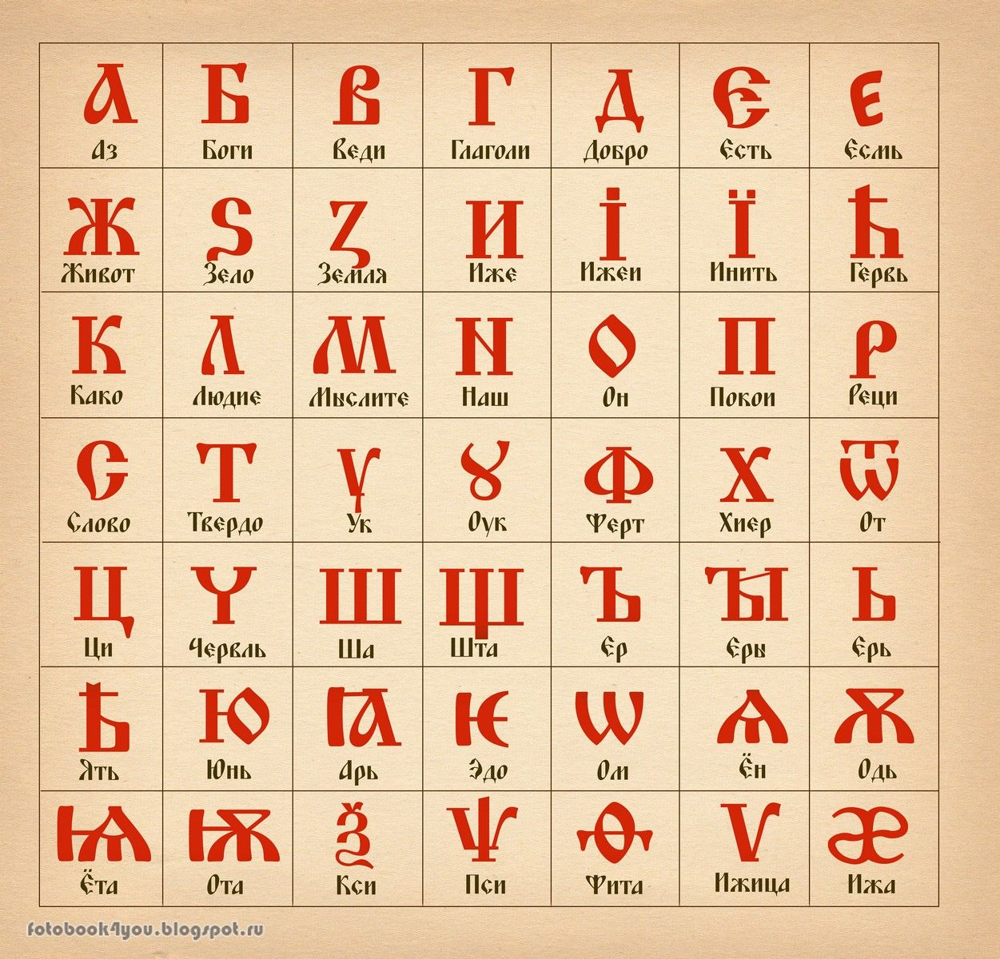 А Б В Г Д Є Е
Аз Боги Веди Глаголи Добро Есть Есмь
Ж Ѕ Ꙁ И І Ї Ћ
Живот Зело Земля Иже Ижеи Инить Гервь
К Л М N О П Р
Како Людие Мыслите Наш Он Покои Реци
С Т Ү Ꙋ Ф Х Ѿ
Слово Твердо Ук Оук Ферт Хиер От
Ц Ч Ш Щ Ъ Ꙑ Ь
Ци Червль Ша Шта Ер Еры Ерь
Ѣ Ю Ꙗ Ѥ Ѡ Ѧ Ѫ
Ять Юнь Арь Эдо Ом Ён Одь
Ѩ Ѭ Ѯ Ѱ Ѳ Ѵ Æ
Ёта Ота Кси Пси Фита Ижица Ижа
fotobook4you.blogspot.ru